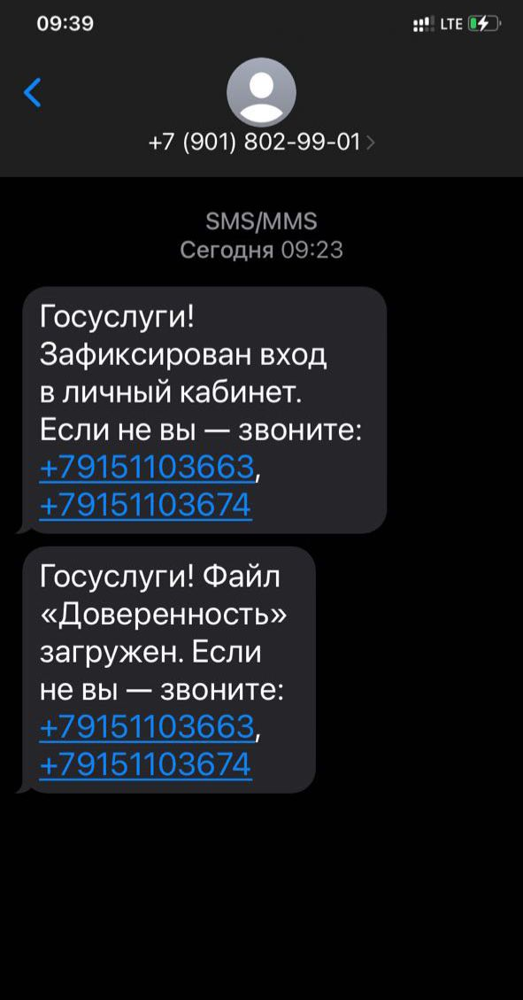 09:39
LTE
+7 (901) 802-99-01
SMS/MMS
Сегодня 09:23
Госуслуги!
Зафиксирован вход
в личный кабинет.
Если не вы — звоните:
+79151103663,
+79151103674
Госуслуги! Файл
«Доверенность»
загружен. Если
не вы — звоните:
+79151103663,
+79151103674